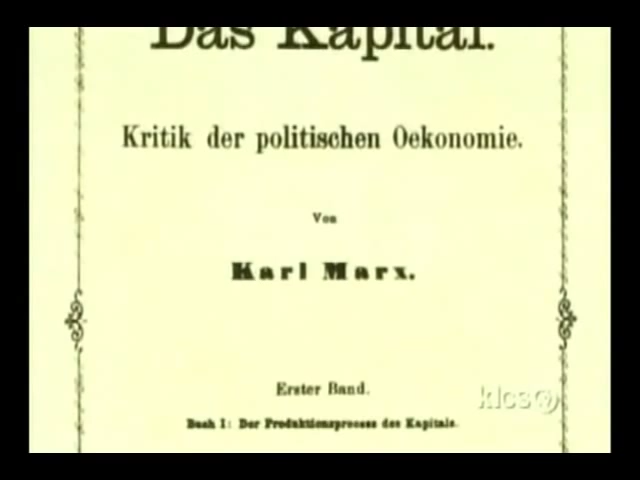 Das Kapital.
Kritik der politischen Oekonomie.
Von
Karl Marx.
Erster Band.
klcs
Buch I: Der Produktionsprocess des Kapitals.